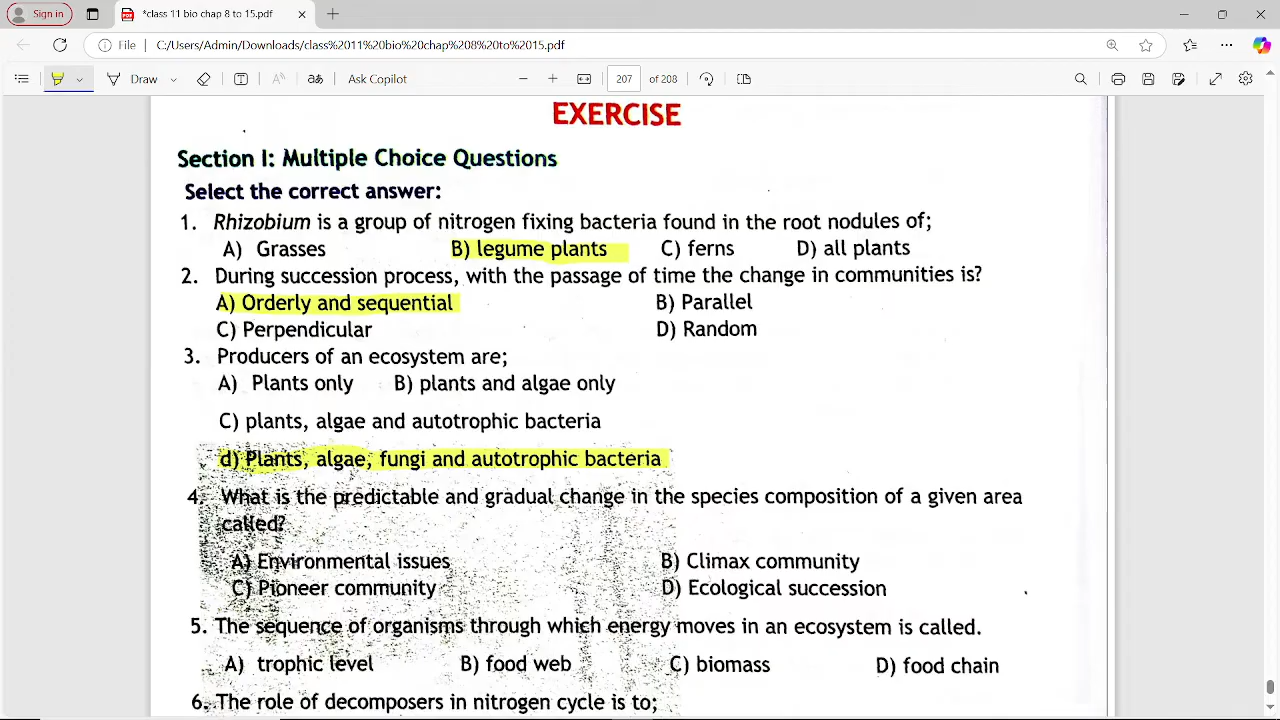 Sign in
*class 11 bio chap 8 to 15.pdf
File
C:/Users/Admin/Downloads/class%2011%20bio%20chap%208%20to%2015.pdf
Draw
Ask Copilot
207 of 208
EXERCISE
Section I: Multiple Choice Questions
Select the correct answer:
1. Rhizobium is a group of nitrogen fixing bacteria found in the root nodules of;
A) Grasses B) legume plants C) ferns D) all plants
2. During succession process, with the passage of time the change in communities is?
A) Orderly and sequential B) Parallel
C) Perpendicular D) Random
3. Producers of an ecosystem are;
A) Plants only B) plants and algae only
C) plants, algae and autotrophic bacteria
d) Plants, algae, fungi and autotrophic bacteria
4. What is the predictable and gradual change in the species composition of a given area
called?
A) Environmental issues B) Climax community
C) Pioneer community D) Ecological succession
5. The sequence of organisms through which energy moves in an ecosystem is called.
A) trophic level B) food web C) biomass D) food chain
6. The role of decomposers in nitrogen cycle is to;